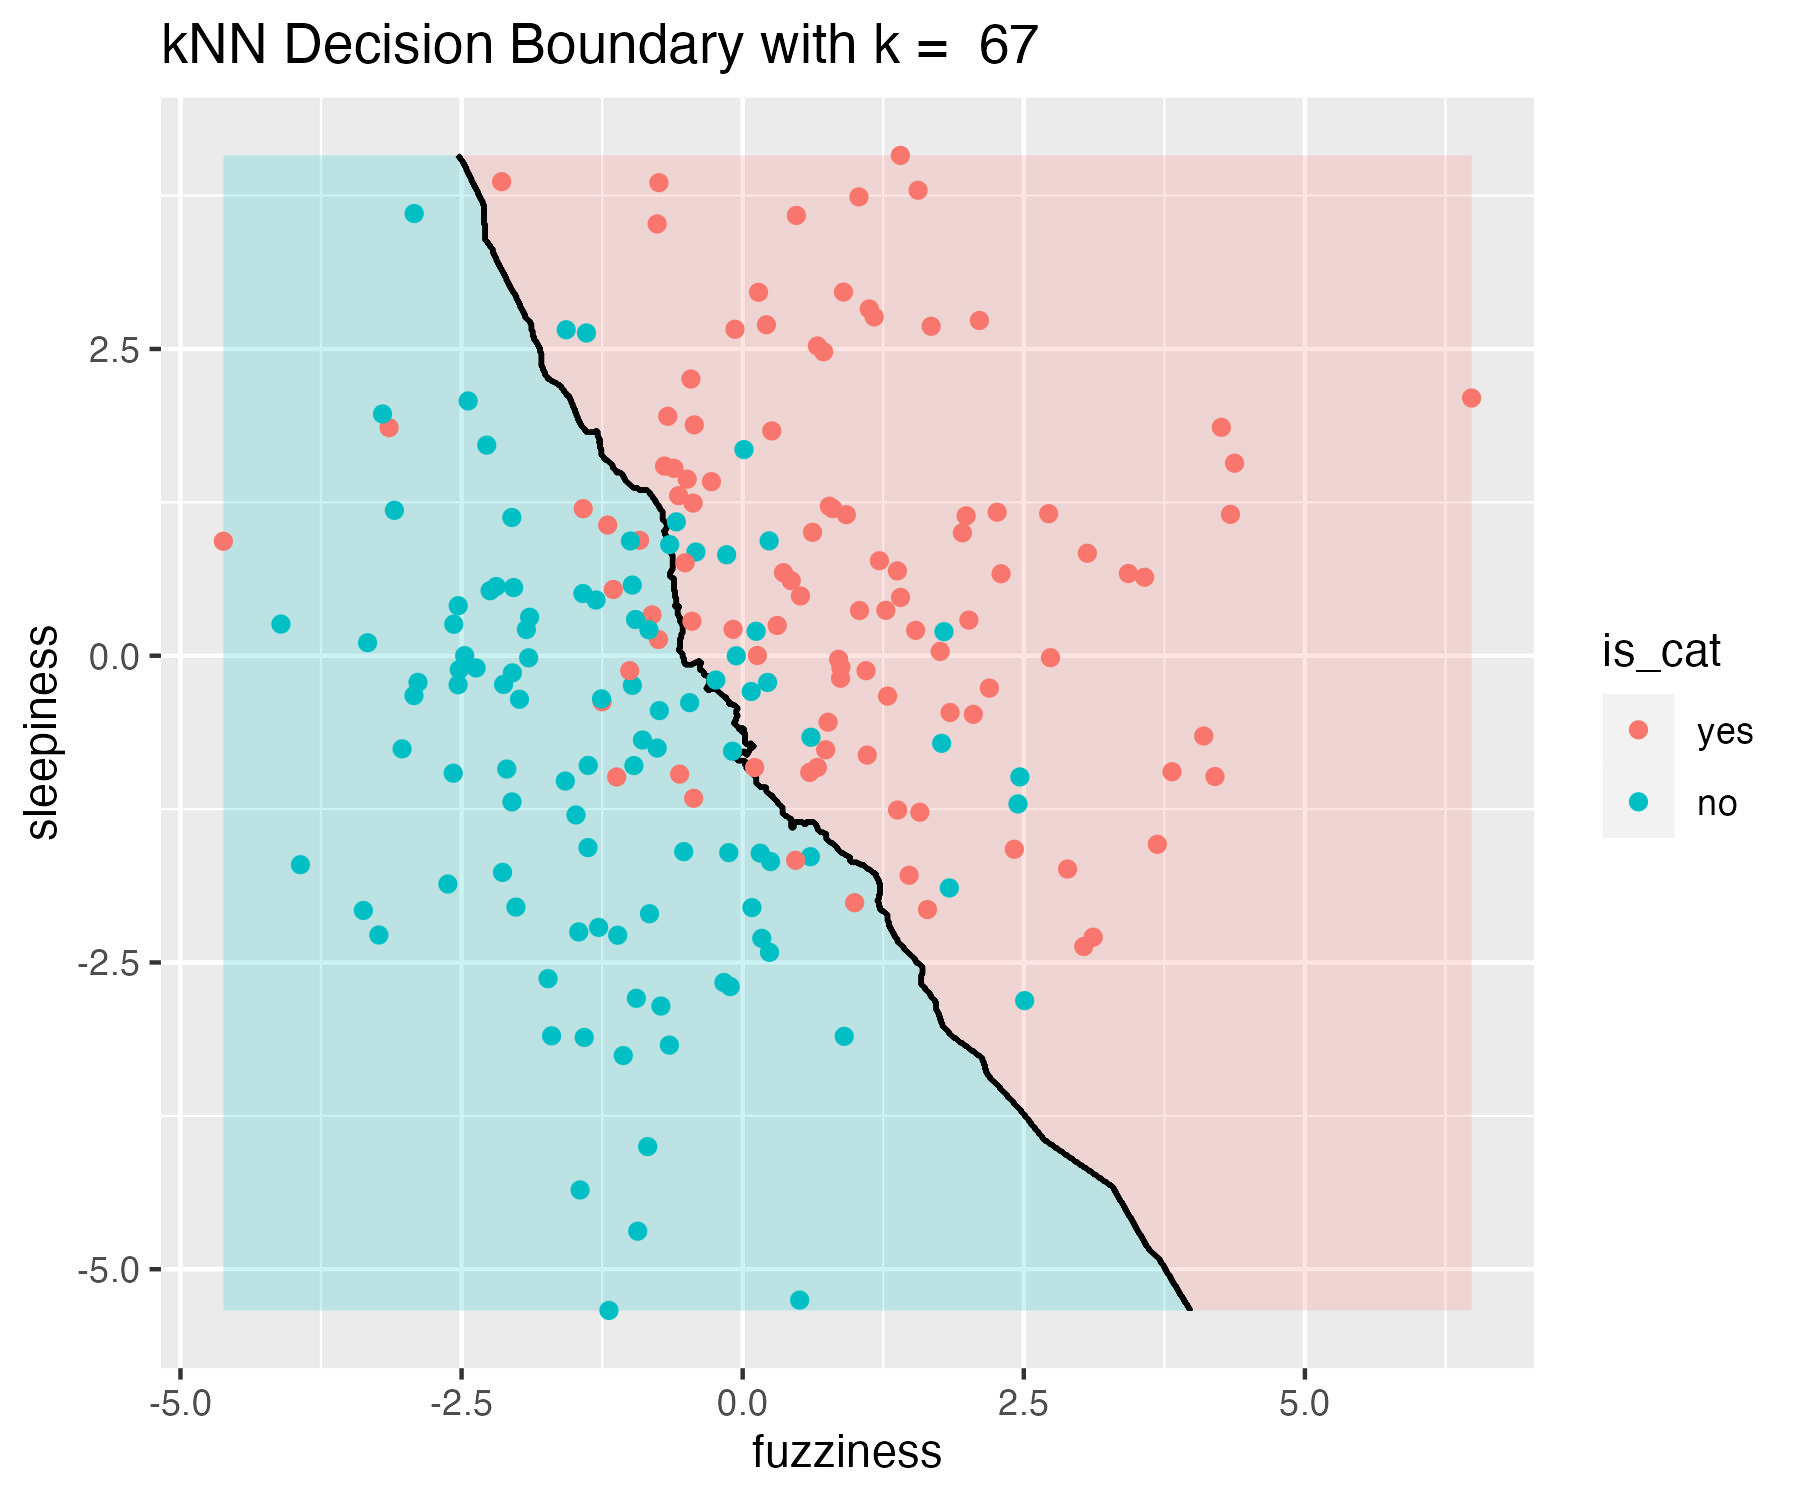 kNN Decision Boundary with k =  67
sleepiness
2.5
0.0
-2.5
-5.0
-5.0 -2.5 0.0 2.5 5.0
fuzziness
is_cat
yes
no